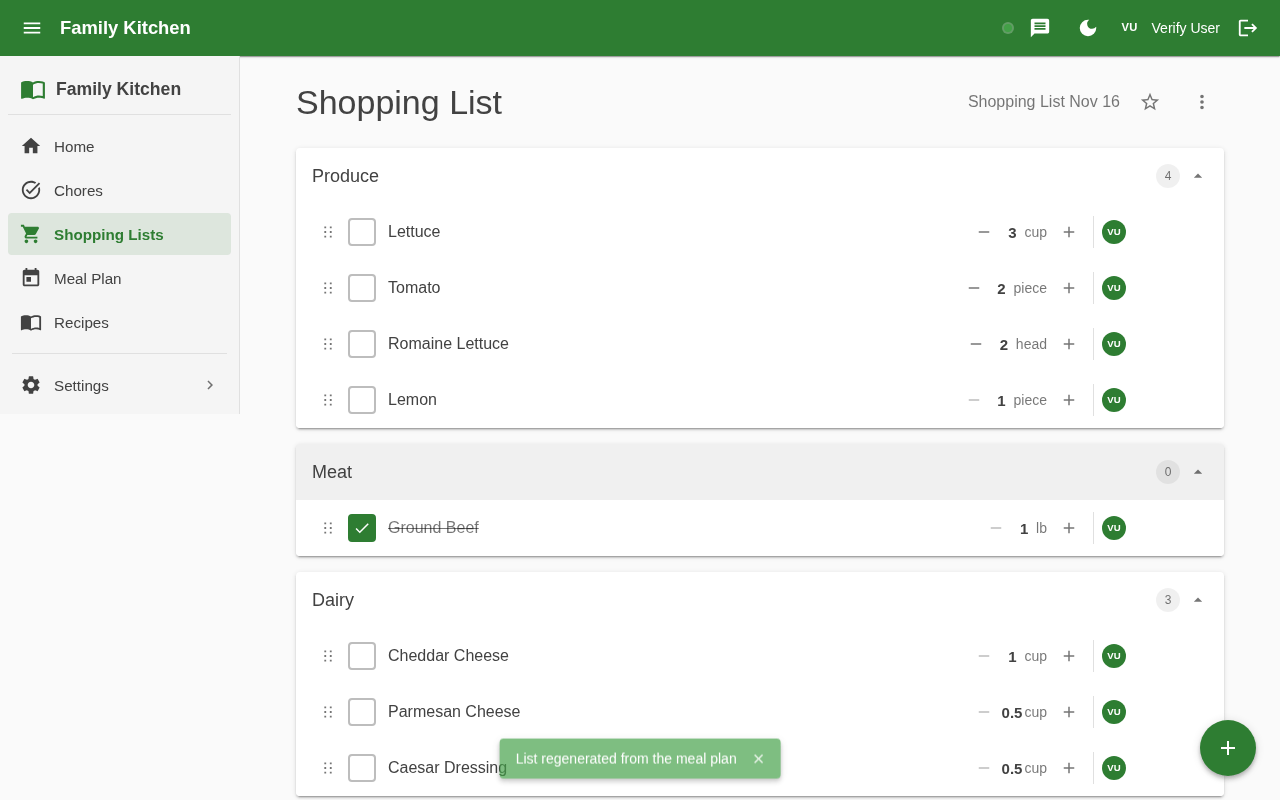 Family Kitchen
VU Verify User
Family Kitchen
Home
Chores
Shopping Lists
Meal Plan
Recipes
Settings
Shopping List
Shopping List Nov 16
Produce 4
Lettuce 3 cup VU
Tomato 2 piece VU
Romaine Lettuce 2 head VU
Lemon 1 piece VU
Meat 0
Ground Beef 1 lb VU
Dairy 3
Cheddar Cheese 1 cup VU
Parmesan Cheese 0.5 cup VU
Caesar Dressing 0.5 cup VU
List regenerated from the meal plan